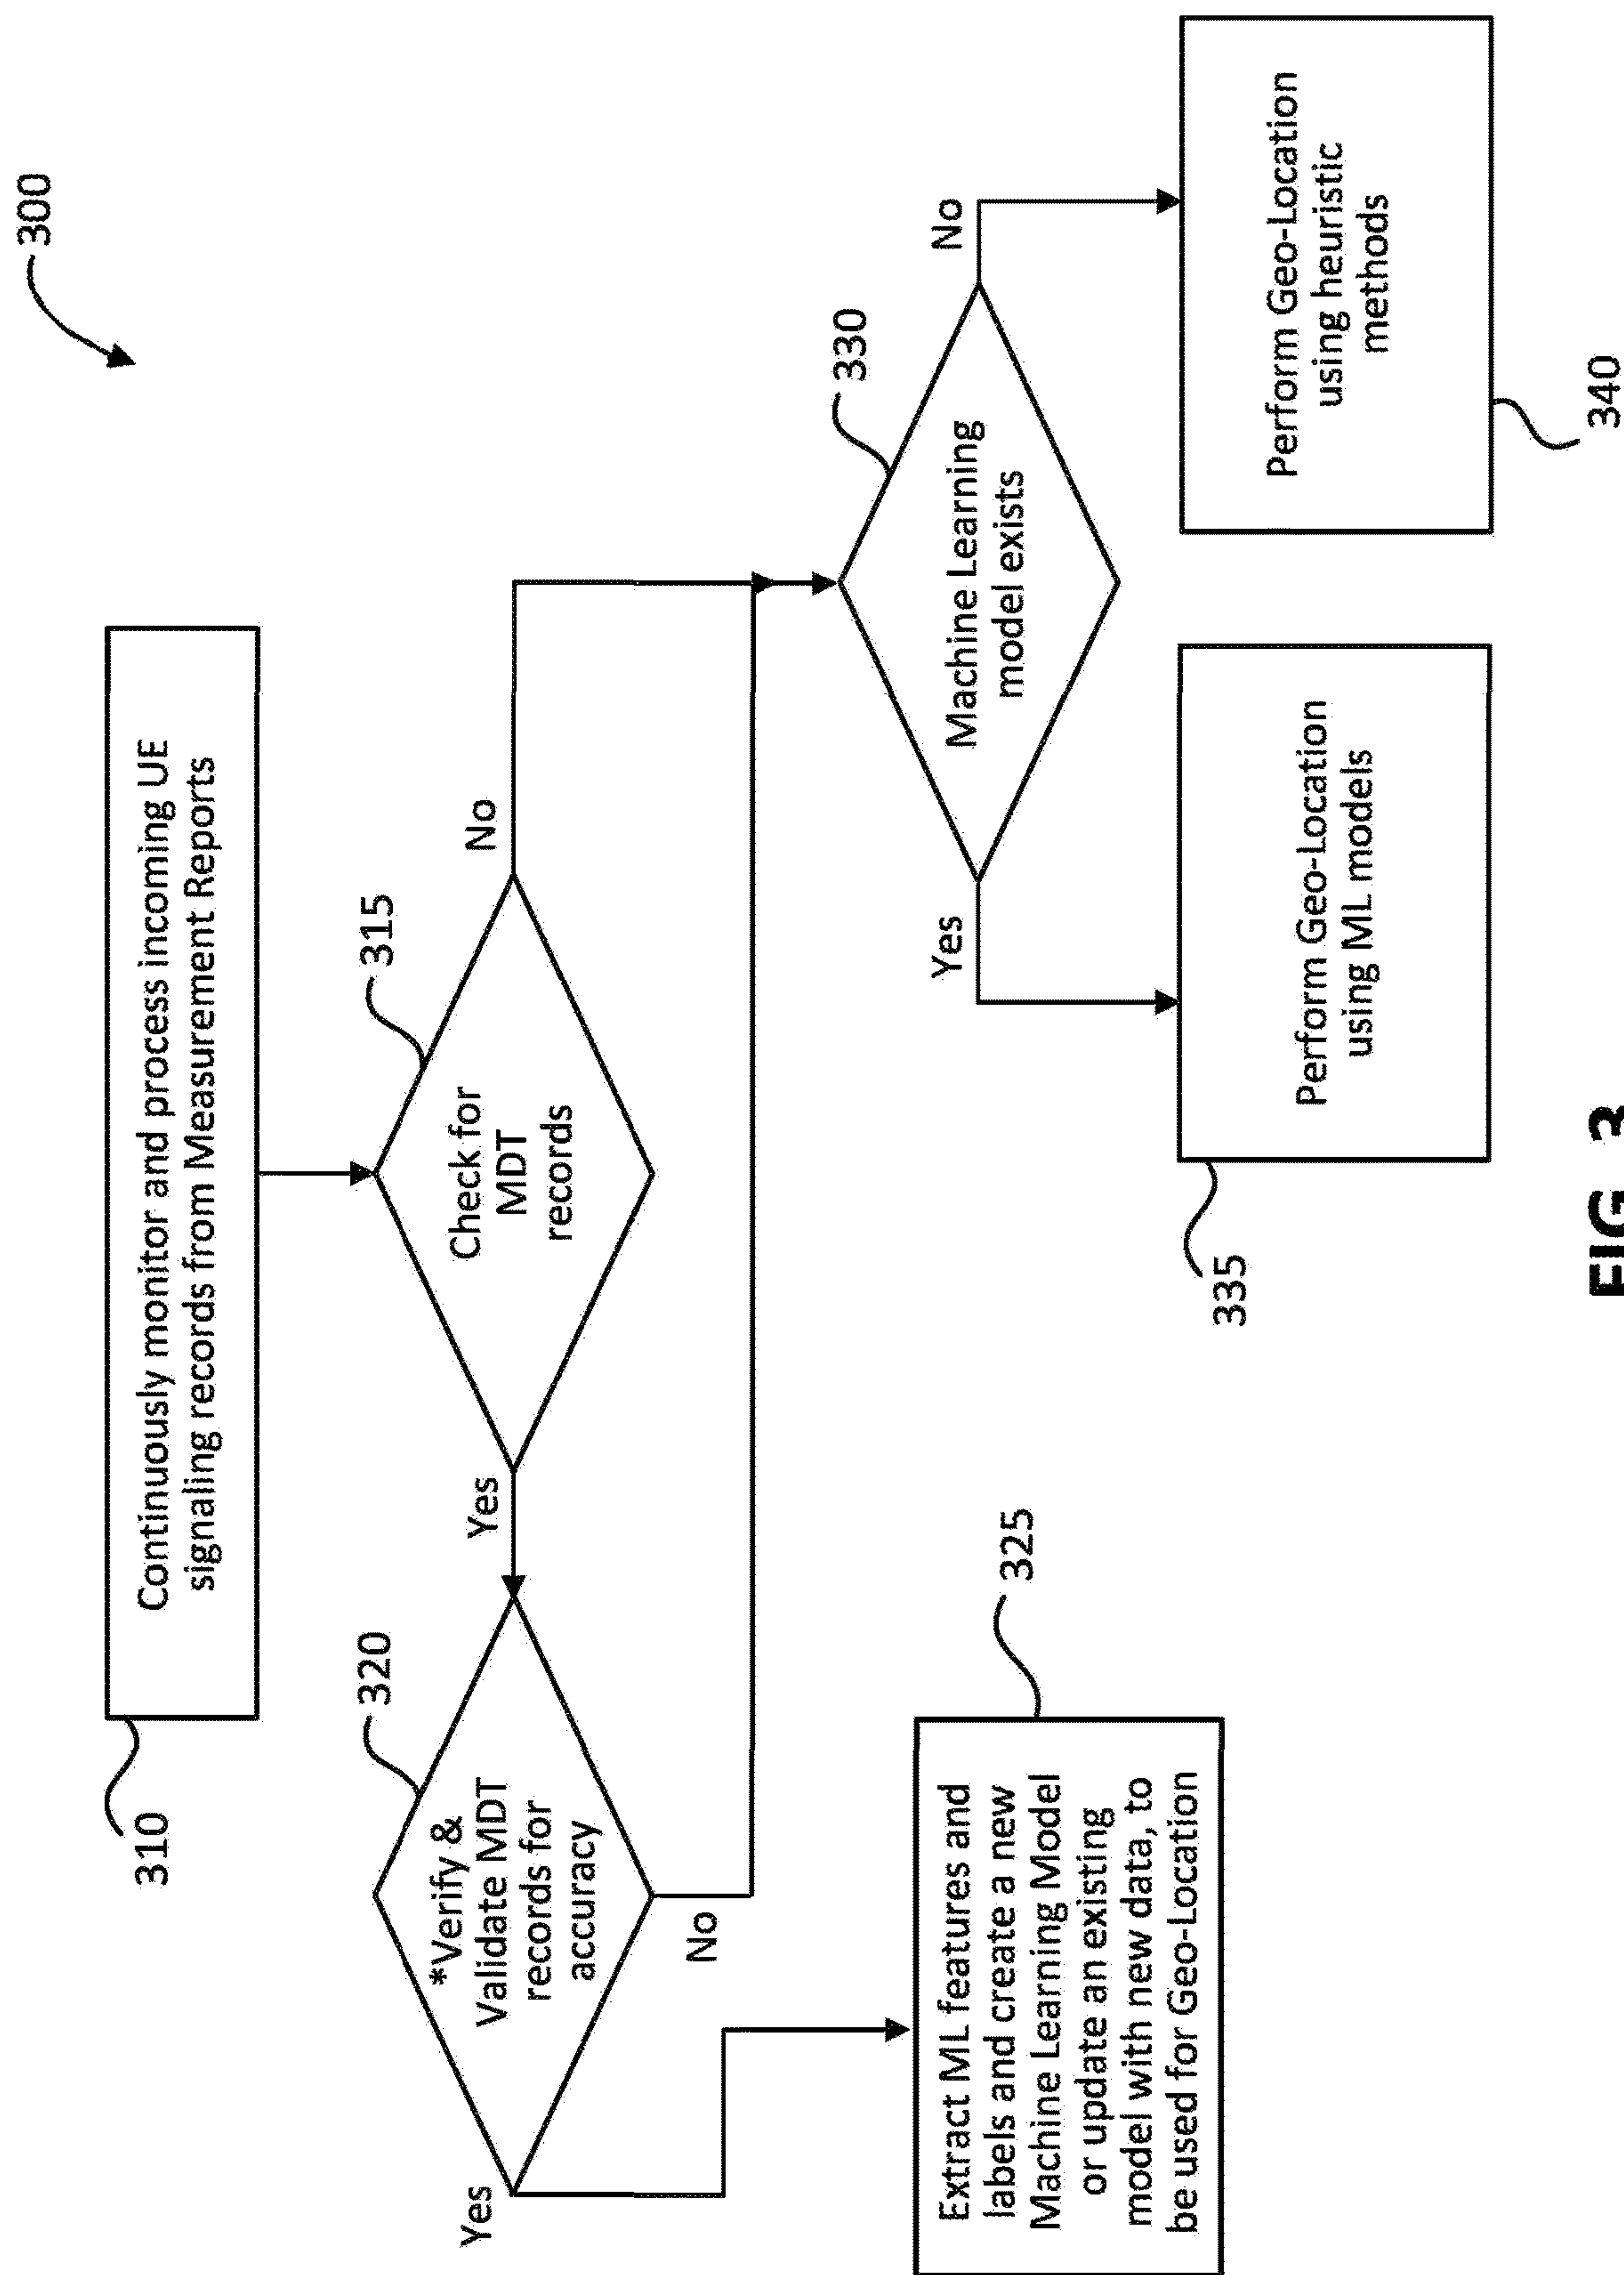 300
310
Continuously monitor and process incoming UE
signaling records from Measurement Reports
315
Check for
MDT
records
Yes
No
320
*Verify &
Validate MDT
records for
accuracy
Yes
No
325
Extract ML features and
labels and create a new
Machine Learning Model
or update an existing
model with new data, to
be used for Geo-Location
330
Machine Learning
model exists
Yes
No
335
Perform Geo-Location
using ML models
Perform Geo-Location
using heuristic
methods
340
FIG. 3